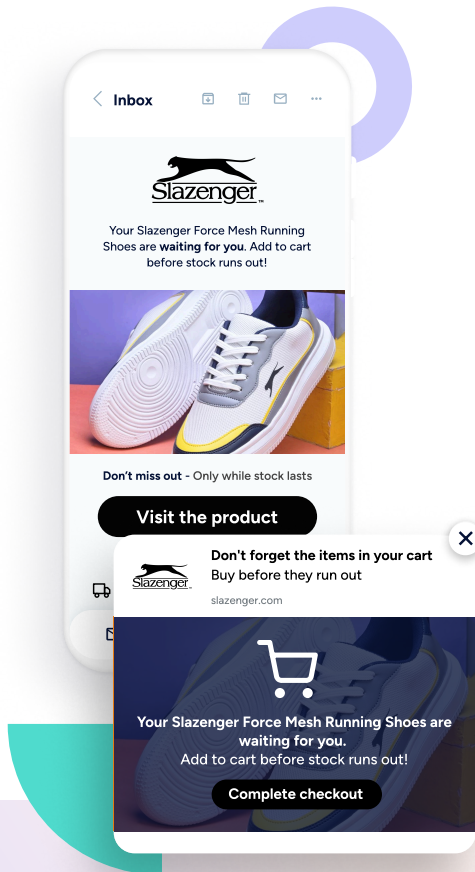 Inbox
Slazenger™
Your Slazenger Force Mesh Running
Shoes are waiting for you. Add to cart
before stock runs out!
Don't miss out - Only while stock lasts
Visit the product
Slazenger™
Don't forget the items in your cart
Buy before they run out
slazenger.com
Your Slazenger Force Mesh Running Shoes are
waiting for you.
Add to cart before stock runs out!
Complete checkout